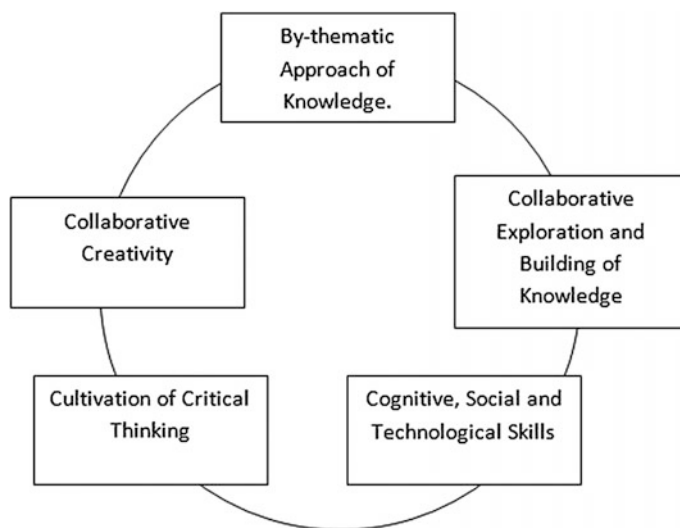 By-thematic
Approach of
Knowledge.
Collaborative
Exploration and
Building of
Knowledge
Cognitive, Social and
Technological Skills
Cultivation of Critical
Thinking
Collaborative
Creativity